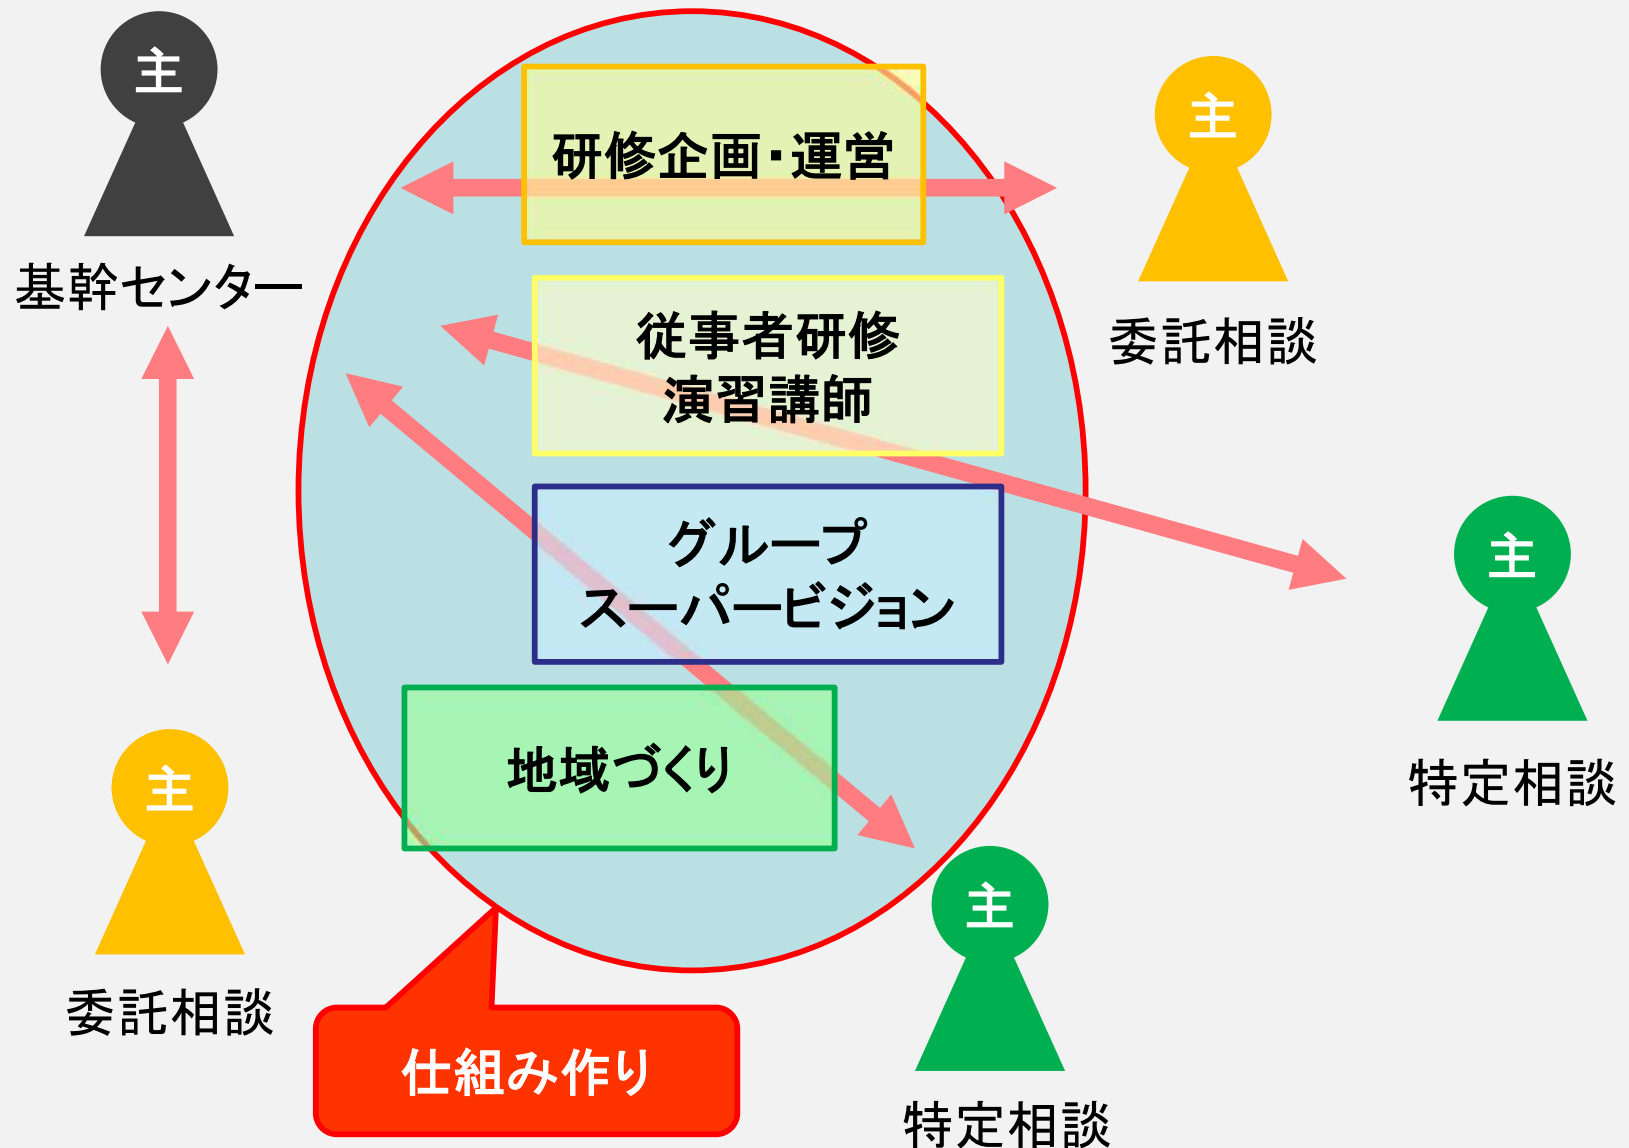 主
基幹センター
主
委託相談
研修企画・運営
従事者研修
演習講師
グループ
スーパービジョン
地域づくり
仕組み作り
主
委託相談
主
特定相談
主
特定相談